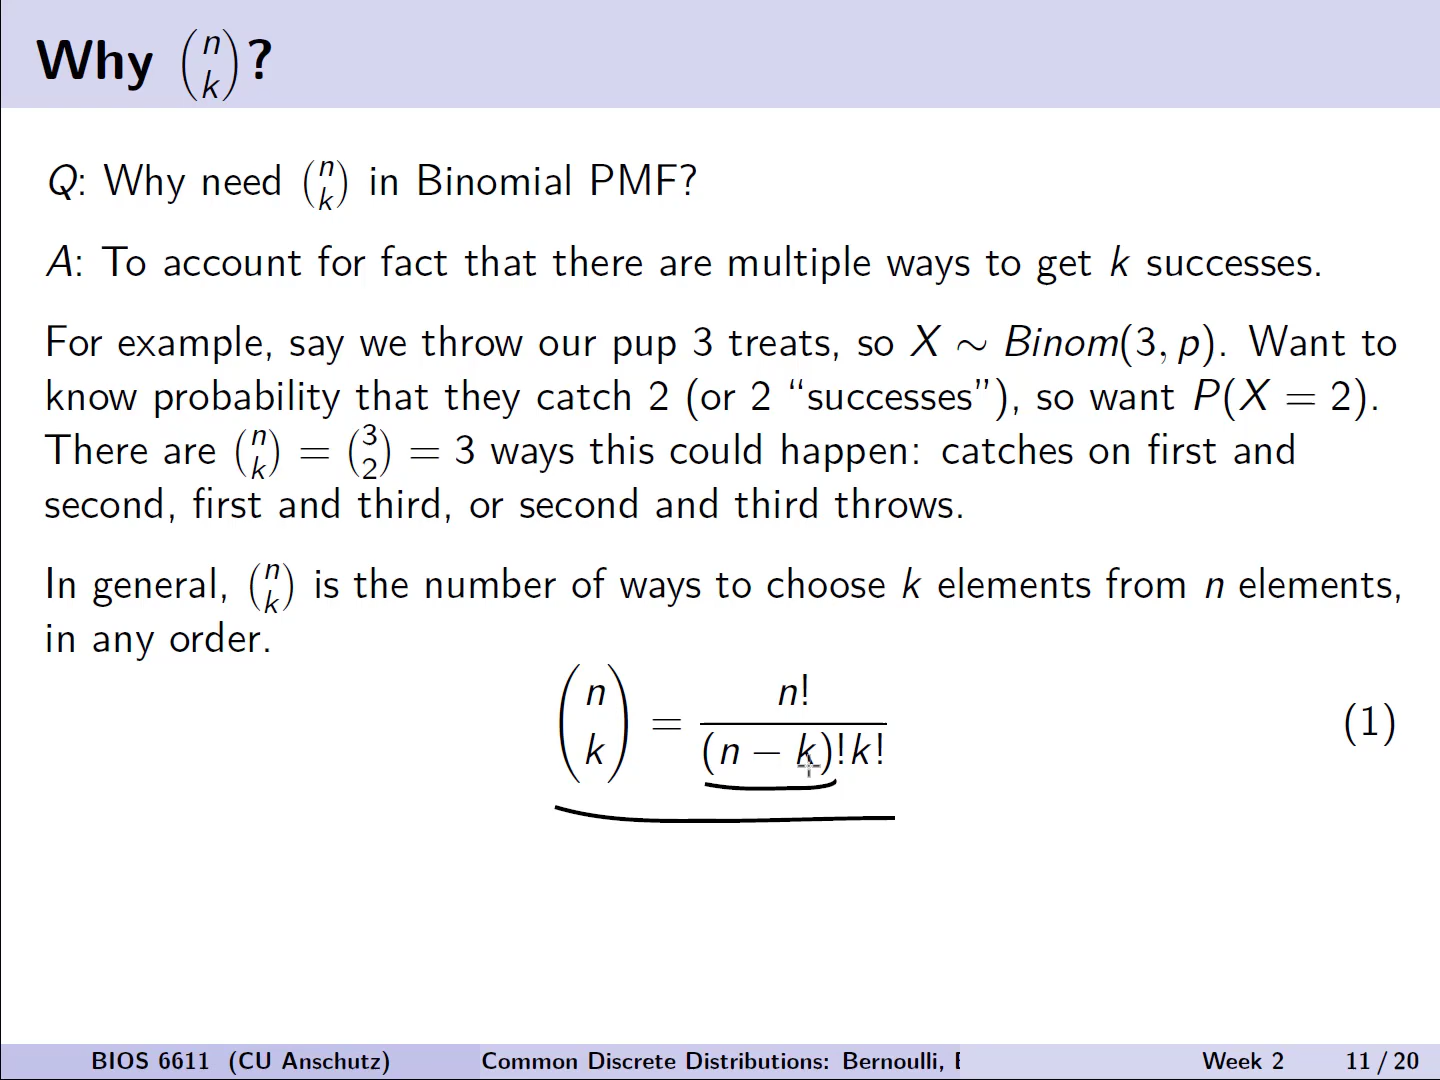 Why (n k)?
Q: Why need (n k) in Binomial PMF?
A: To account for fact that there are multiple ways to get k successes.
For example, say we throw our pup 3 treats, so X ∼ Binom(3, p). Want to
know probability that they catch 2 (or 2 “successes”), so want P(X = 2).
There are (n k) = (3 2) = 3 ways this could happen: catches on first and
second, first and third, or second and third throws.
In general, (n k) is the number of ways to choose k elements from n elements,
in any order.
(n k) = n! / (n − k)!k! (1)
BIOS 6611 (CU Anschutz) Common Discrete Distributions: Bernoulli, Week 2 11 / 20